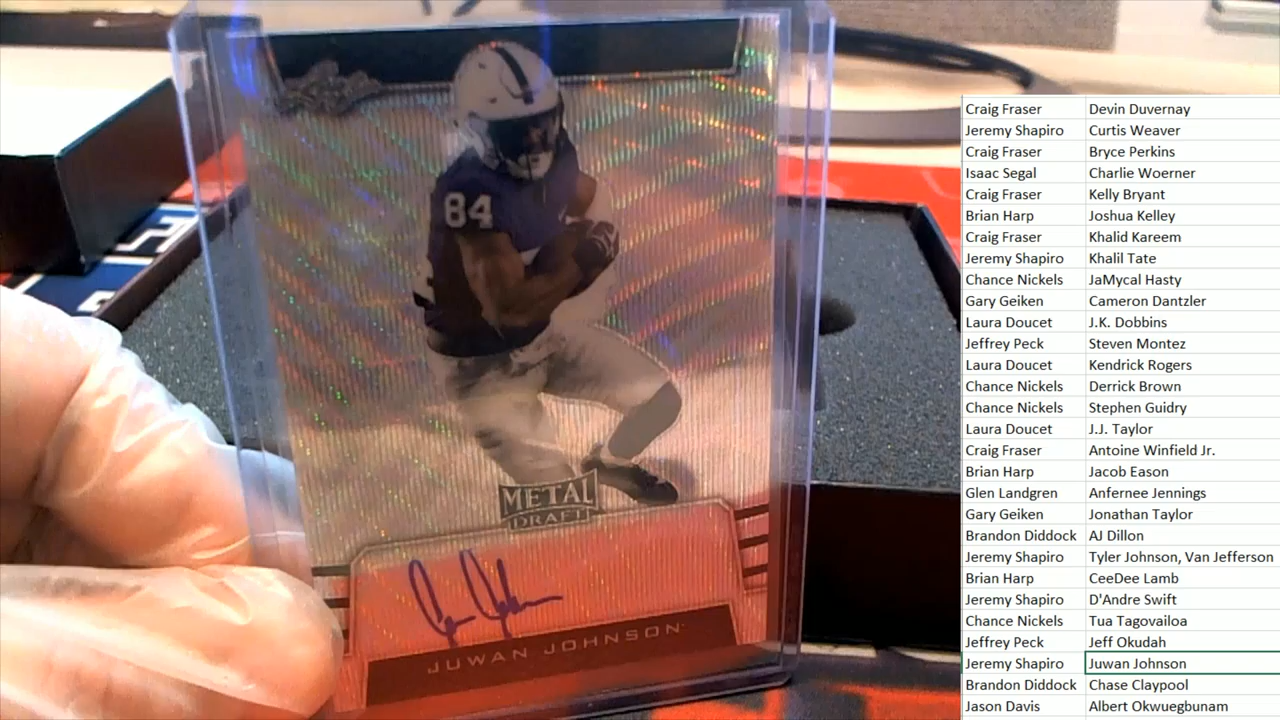 84
METAL
DRAFT
JUWAN JOHNSON
Craig Fraser Devin Duvernay
Jeremy Shapiro Curtis Weaver
Craig Fraser Bryce Perkins
Isaac Segal Charlie Woerner
Craig Fraser Kelly Bryant
Brian Harp Joshua Kelley
Craig Fraser Khalid Kareem
Jeremy Shapiro Khalil Tate
Chance Nickels JaMycal Hasty
Gary Geiken Cameron Dantzler
Laura Doucet J.K. Dobbins
Jeffrey Peck Steven Montez
Laura Doucet Kendrick Rogers
Chance Nickels Derrick Brown
Chance Nickels Stephen Guidry
Laura Doucet J.J. Taylor
Craig Fraser Antoine Winfield Jr.
Brian Harp Jacob Eason
Glen Landgren Anfernee Jennings
Gary Geiken Jonathan Taylor
Brandon Diddock AJ Dillon
Jeremy Shapiro Tyler Johnson, Van Jefferson
Brian Harp CeeDee Lamb
Jeremy Shapiro D'Andre Swift
Chance Nickels Tua Tagovailoa
Jeffrey Peck Jeff Okudah
Jeremy Shapiro Juwan Johnson
Brandon Diddock Chase Claypool
Jason Davis Albert Okwuegbunam